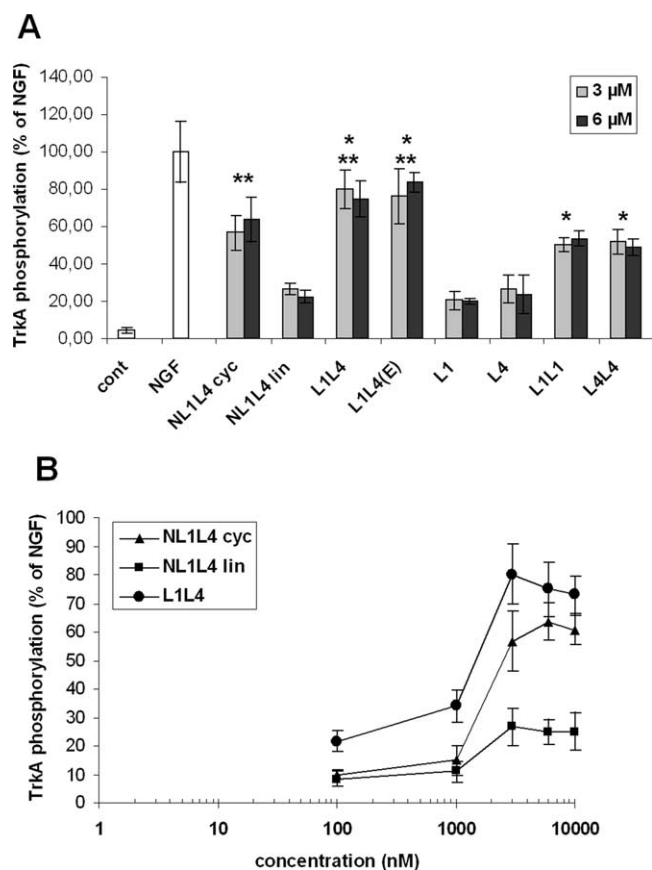 A
TrkA phosphorylation (% of NGF)
140,00
120,00
100,00
80,00
60,00
40,00
20,00
0,00
3 µM
6 µM
**
*
**
*
**
*
*
cont
NGF
NL1L4 cyc
NL1L4 lin
L1L4
L1L4(E)
L1
L4
L1L1
L4L4
B
TrkA phosphorylation (% of NGF)
100
90
80
70
60
50
40
30
20
10
0
NL1L4 cyc
NL1L4 lin
L1L4
1
10
100
1000
10000
concentration (nM)